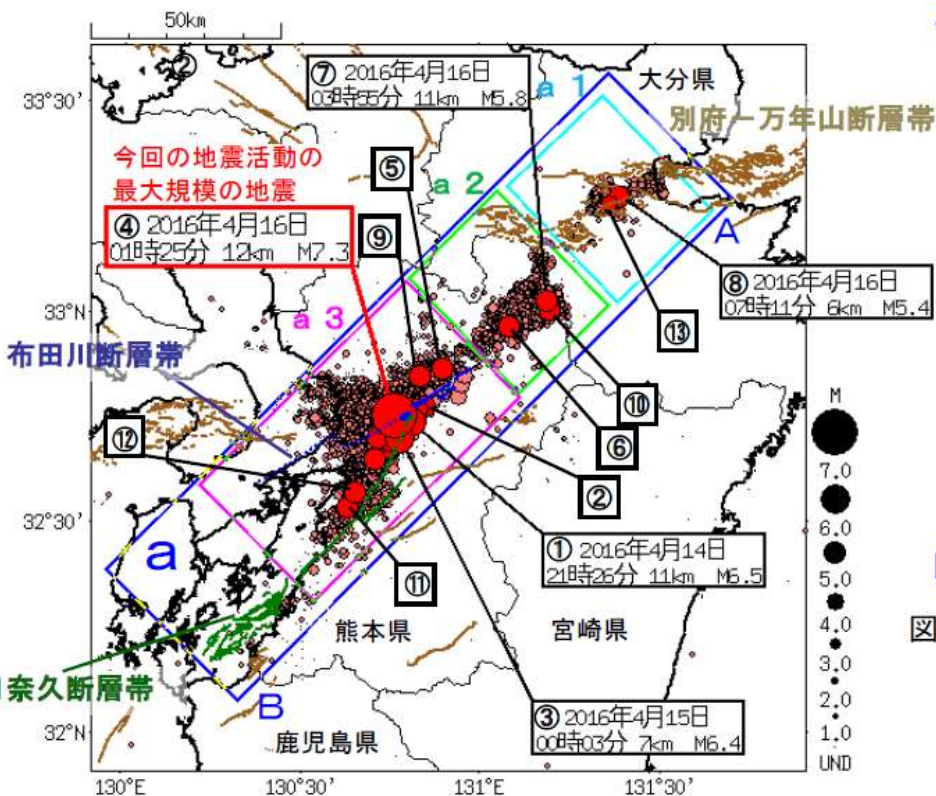 50km
②
⑦ 2016年4月16日
03時55分 11km M5.8
a 1
大分県
33°30'
別府－万年山断層帯
今回の地震活動の
最大規模の地震
⑤
a 2
④ 2016年4月16日
01時25分 12km M7.3
⑨
A
⑧ 2016年4月16日
07時11分 6km M5.4
33°N
a 3
⑬
布田川断層帯
⑩
M
⑫
⑥
7.0
②
6.0
32°30'
a
① 2016年4月14日
21時26分 11km M6.5
5.0
⑪
4.0
熊本県
宮崎県
図
3.0
奈久断層帯
2.0
B
③ 2016年4月15日
00時03分 7km M6.4
1.0
32°N
鹿児島県
UND
130°E
130°30'
131°E
131°30'